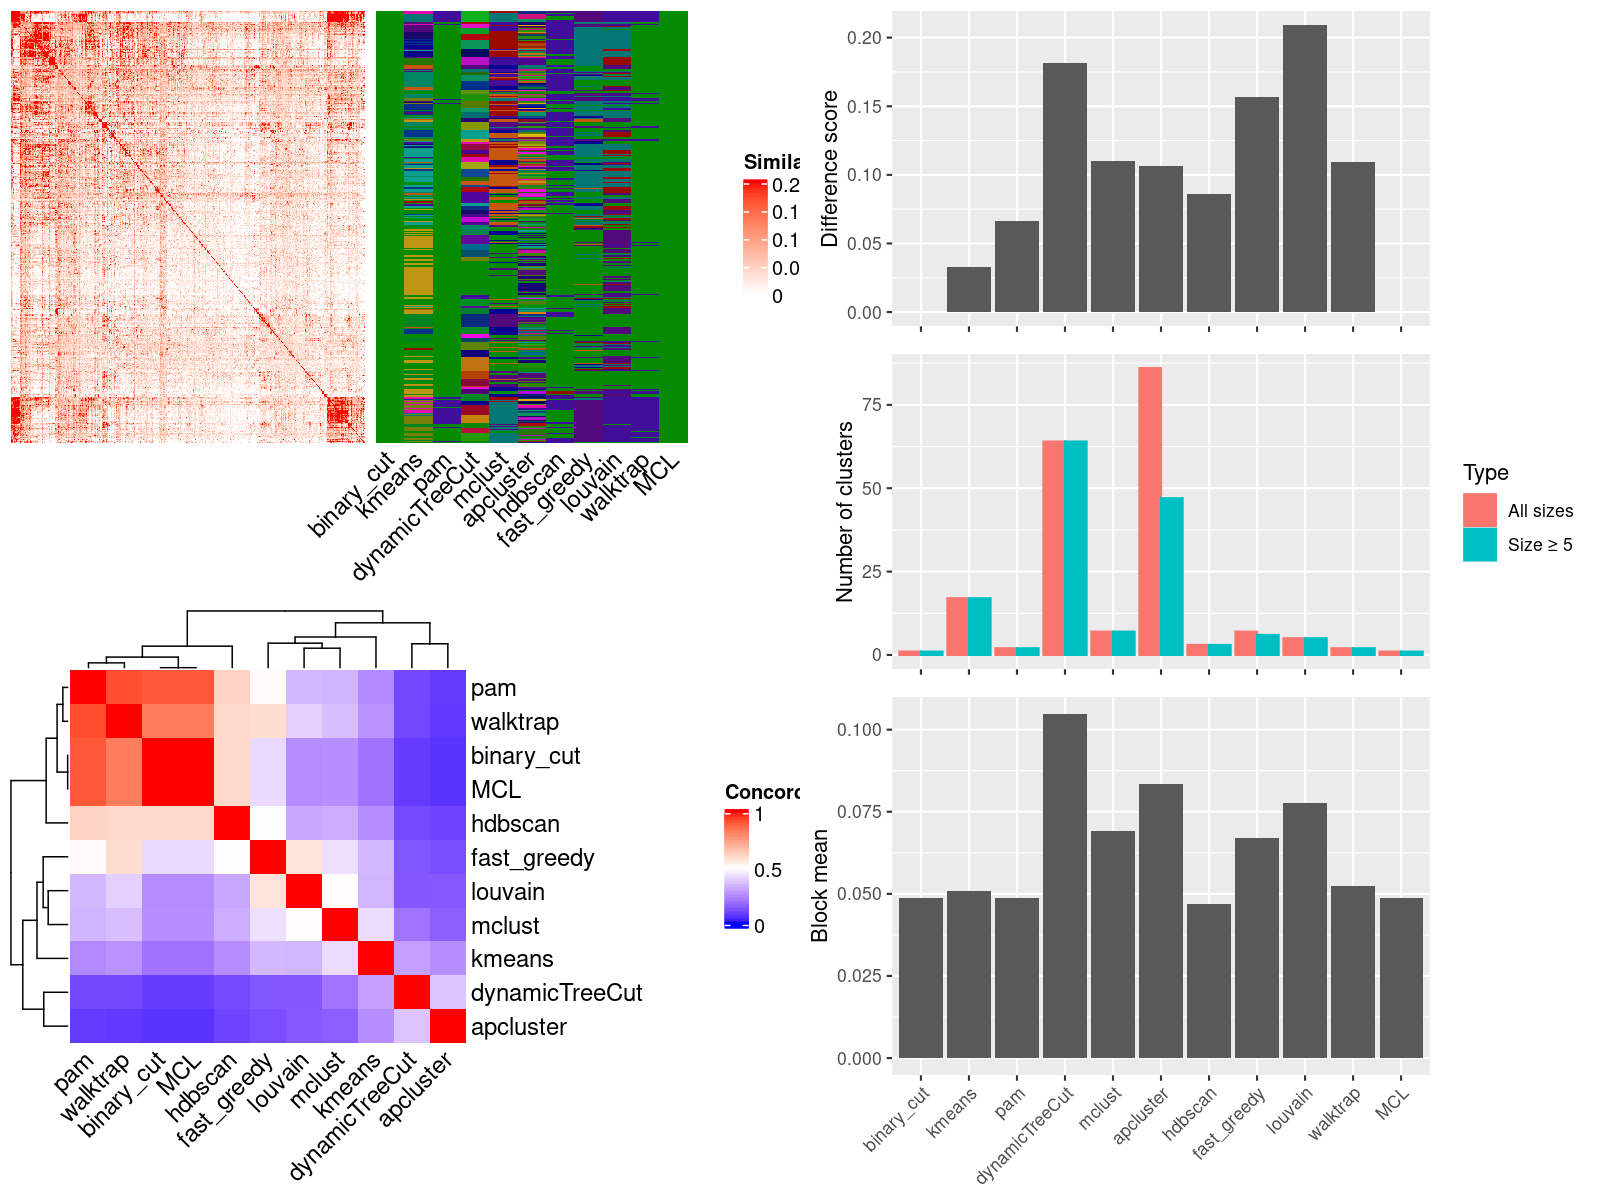 Simila
0.2
0.1
0.1
0.0
0
binary_cut
kmeans
pam
dynamicTreeCut
mclust
apcluster
hdbscan
fast_greedy
louvain
walktrap
MCL
pam
walktrap
binary_cut
MCL
hdbscan
fast_greedy
louvain
mclust
kmeans
dynamicTreeCut
apcluster
pam
walktrap
binary_cut
MCL
hdbscan
fast_greedy
louvain
mclust
kmeans
dynamicTreeCut
apcluster
Concord
1
0.5
0
Difference score
0.20
0.15
0.10
0.05
0.00
Number of clusters
75
50
25
0
Type
All sizes
Size ≥ 5
Block mean
0.100
0.075
0.050
0.025
0.000
binary_cut
kmeans
pam
dynamicTreeCut
mclust
apcluster
hdbscan
fast_greedy
louvain
walktrap
MCL